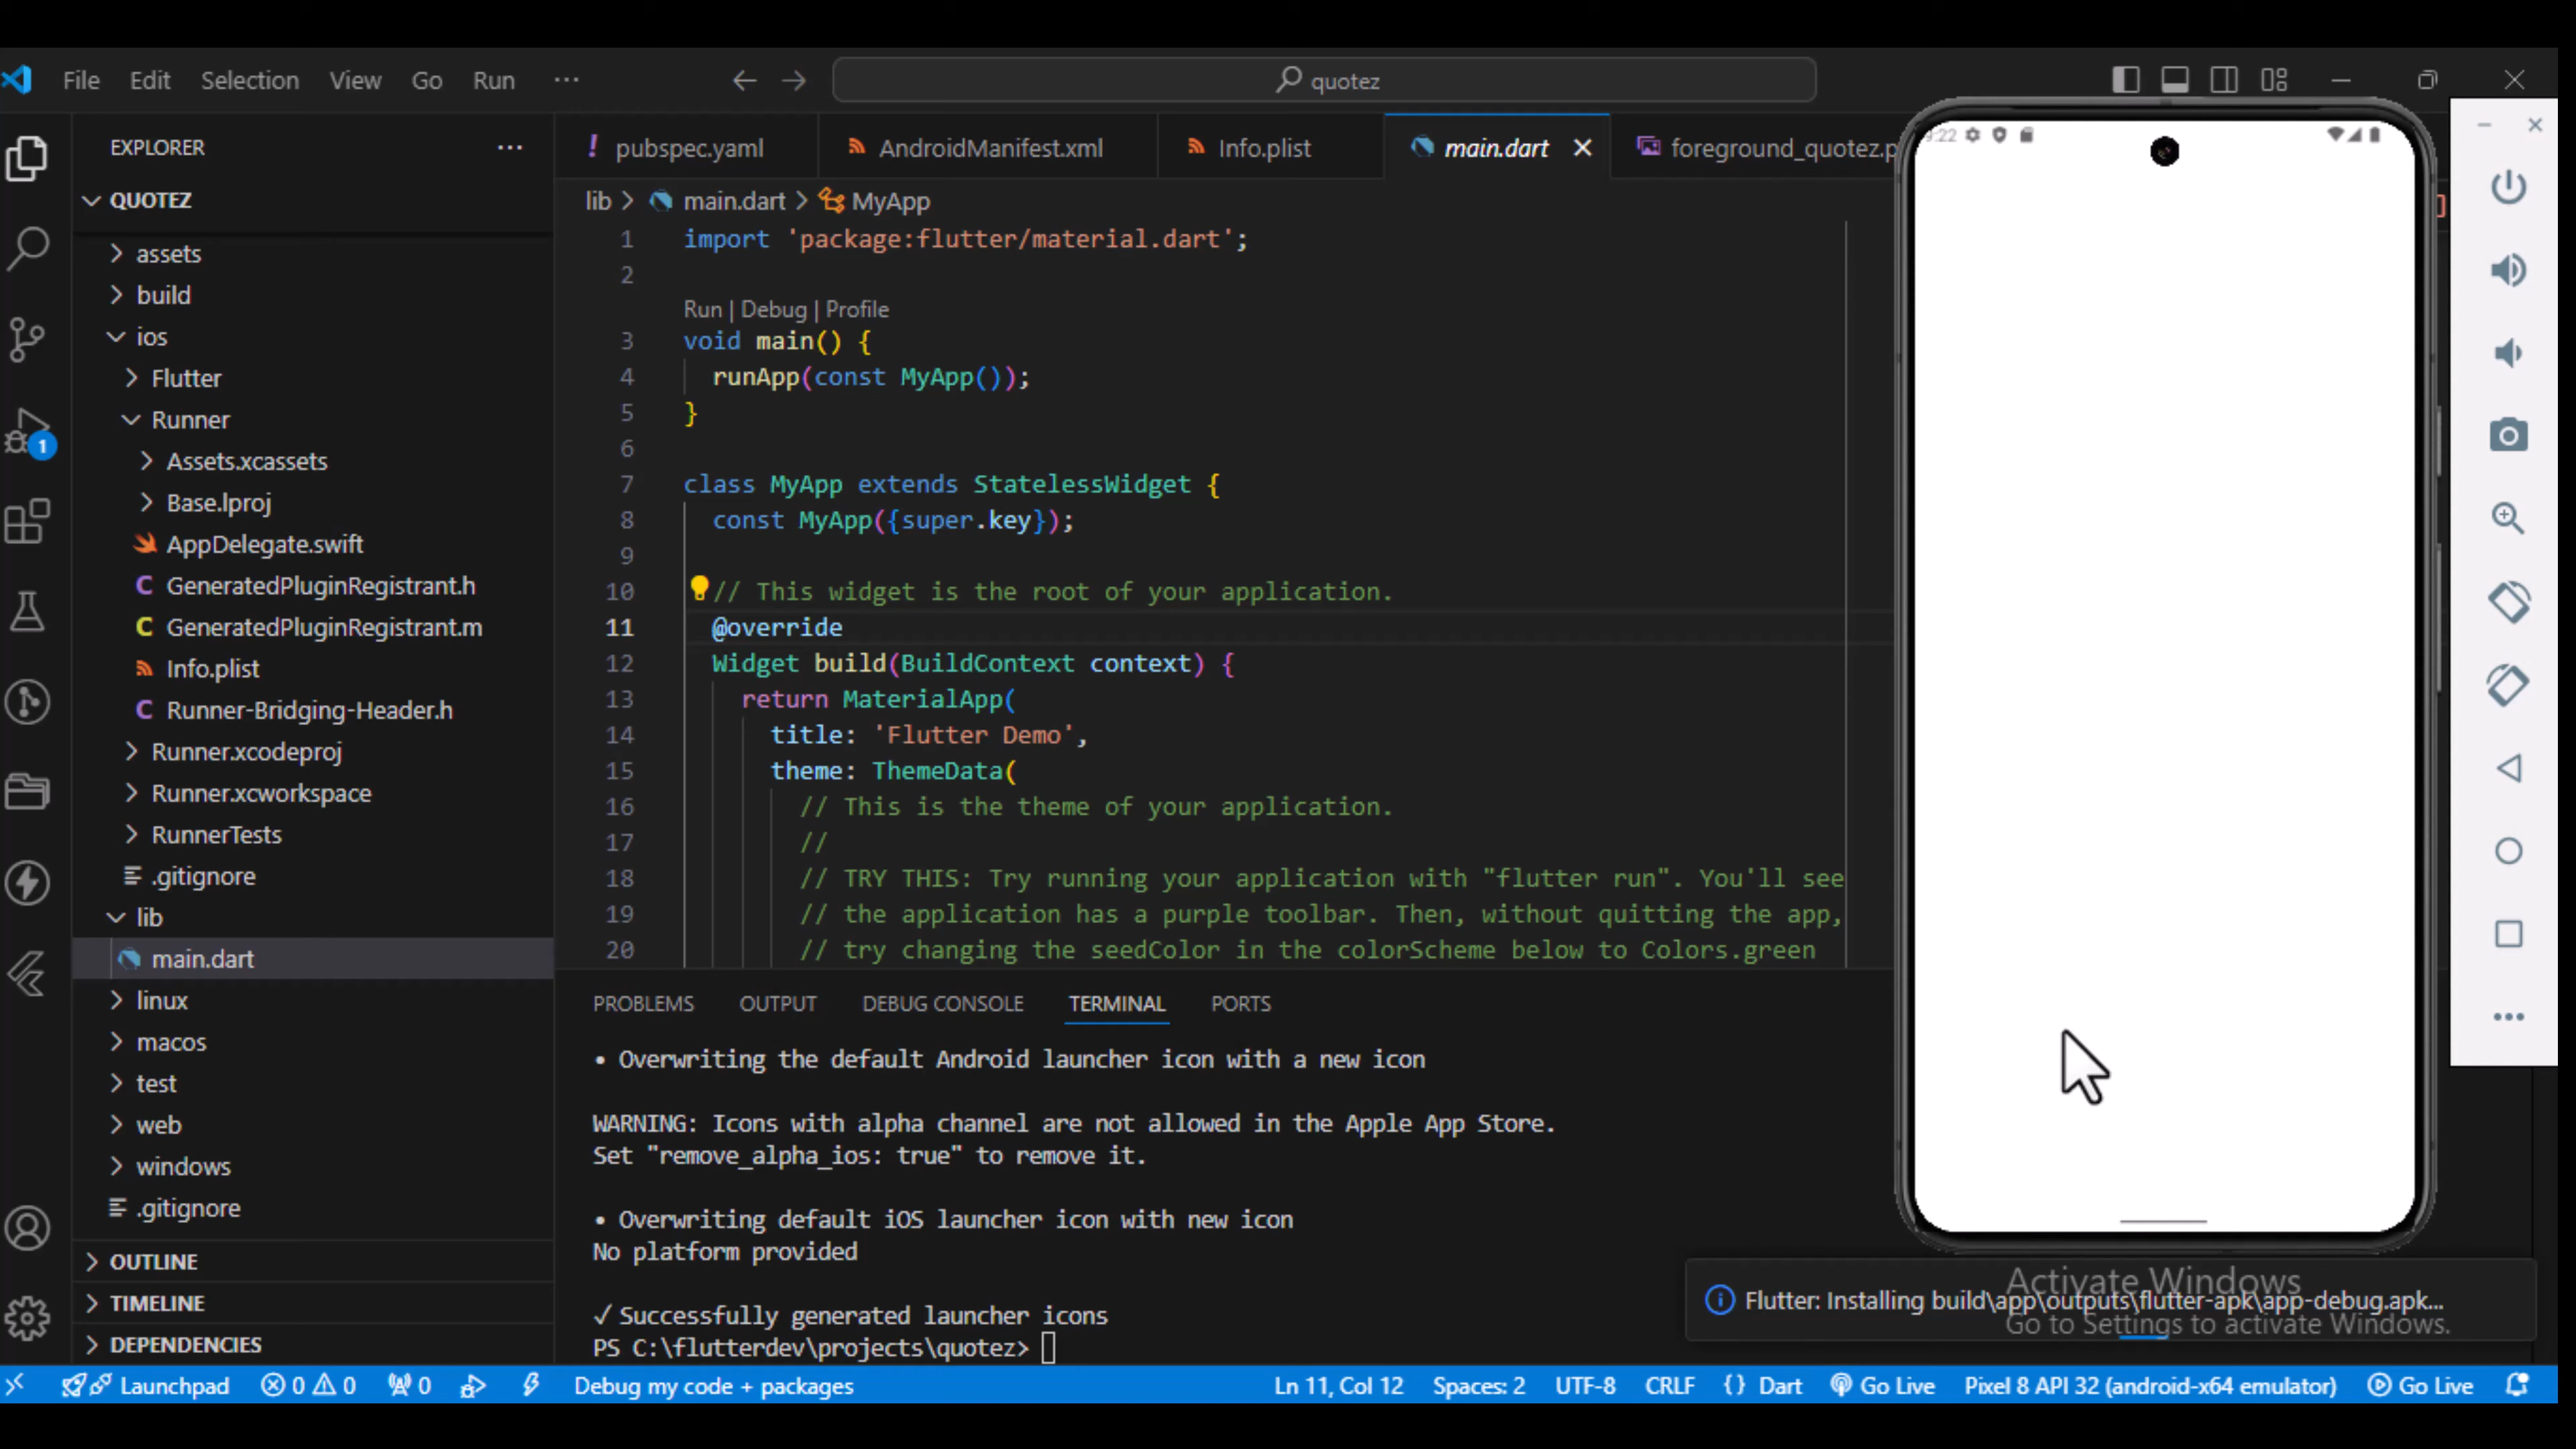 File Edit Selection View Go Run ···
quotez
EXPLORER ···
QUOTEZ
assets
build
ios
Flutter
Runner
Assets.xcassets
Base.lproj
AppDelegate.swift
C GeneratedPluginRegistrant.h
C GeneratedPluginRegistrant.m
Info.plist
C Runner-Bridging-Header.h
Runner.xcodeproj
Runner.xcworkspace
RunnerTests
.gitignore
lib
main.dart
linux
macos
test
web
windows
.gitignore
OUTLINE
TIMELINE
DEPENDENCIES
1
! pubspec.yaml AndroidManifest.xml Info.plist main.dart foreground_quotez.p
lib > main.dart > MyApp
1 import 'package:flutter/material.dart';
2
Run | Debug | Profile
3 void main() {
4 runApp(const MyApp());
5 }
6
7 class MyApp extends StatelessWidget {
8 const MyApp({super.key});
9
10 // This widget is the root of your application.
11 @override
12 Widget build(BuildContext context) {
13 return MaterialApp(
14 title: 'Flutter Demo',
15 theme: ThemeData(
16 // This is the theme of your application.
17 //
18 // TRY THIS: Try running your application with "flutter run". You'll see
19 // the application has a purple toolbar. Then, without quitting the app,
20 // try changing the seedColor in the colorScheme below to Colors.green
PROBLEMS OUTPUT DEBUG CONSOLE TERMINAL PORTS
• Overwriting the default Android launcher icon with a new icon
WARNING: Icons with alpha channel are not allowed in the Apple App Store.
Set "remove_alpha_ios: true" to remove it.
• Overwriting default iOS launcher icon with new icon
No platform provided
✓ Successfully generated launcher icons
PS C:\flutterdev\projects\quotez>
9:22
Flutter: Installing build\app\outputs\flutter-apk\app-debug.apk...
Activate Windows
Go to Settings to activate Windows.
Launchpad 0 0 0 Debug my code + packages Ln 11, Col 12 Spaces: 2 UTF-8 CRLF {} Dart Go Live Pixel 8 API 32 (android-x64 emulator) Go Live